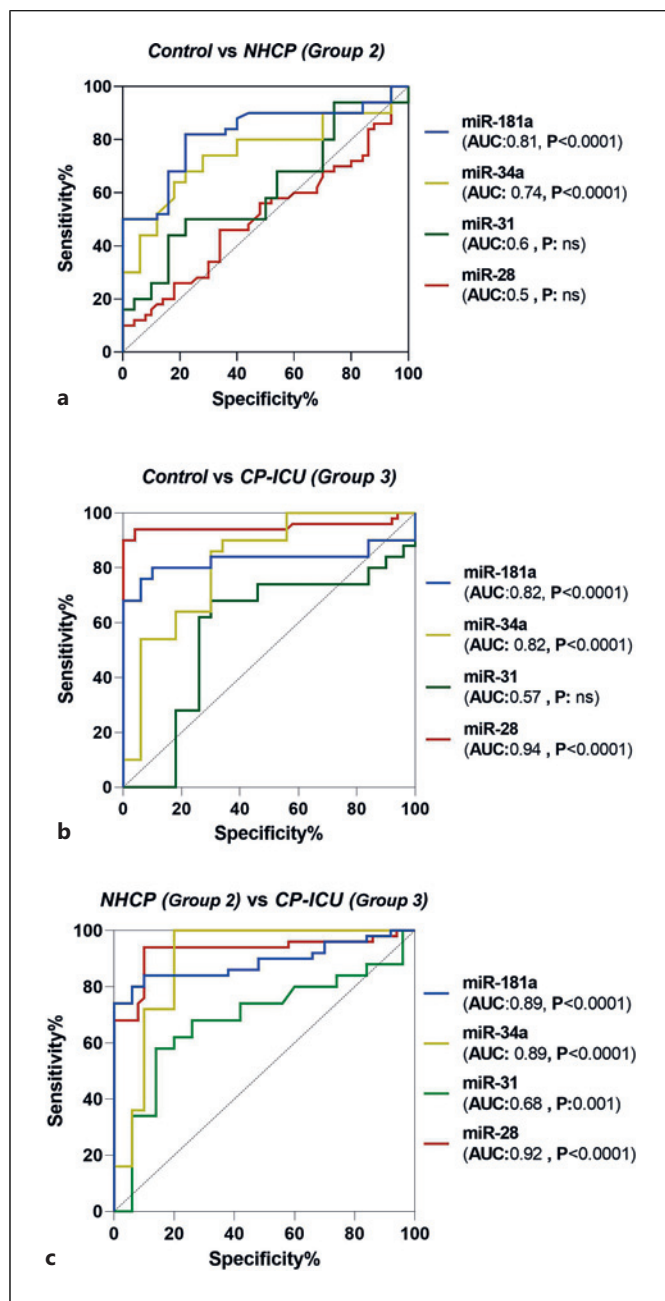 Control vs NHCP (Group 2)
100
80
60
40
20
0
Sensitivity%
0 20 40 60 80 100
Specificity%
miR-181a
(AUC:0.81, P<0.0001)
miR-34a
(AUC: 0.74, P<0.0001)
miR-31
(AUC:0.6 , P: ns)
miR-28
(AUC:0.5 , P: ns)
a
Control vs CP-ICU (Group 3)
100
80
60
40
20
0
Sensitivity%
0 20 40 60 80 100
Specificity%
miR-181a
(AUC:0.82, P<0.0001)
miR-34a
(AUC: 0.82, P<0.0001)
miR-31
(AUC:0.57 , P: ns)
miR-28
(AUC:0.94 , P<0.0001)
b
NHCP (Group 2) vs CP-ICU (Group 3)
100
80
60
40
20
0
Sensitivity%
0 20 40 60 80 100
Specificity%
miR-181a
(AUC:0.89, P<0.0001)
miR-34a
(AUC: 0.89, P<0.0001)
miR-31
(AUC:0.68 , P:0.001)
miR-28
(AUC:0.92 , P<0.0001)
c